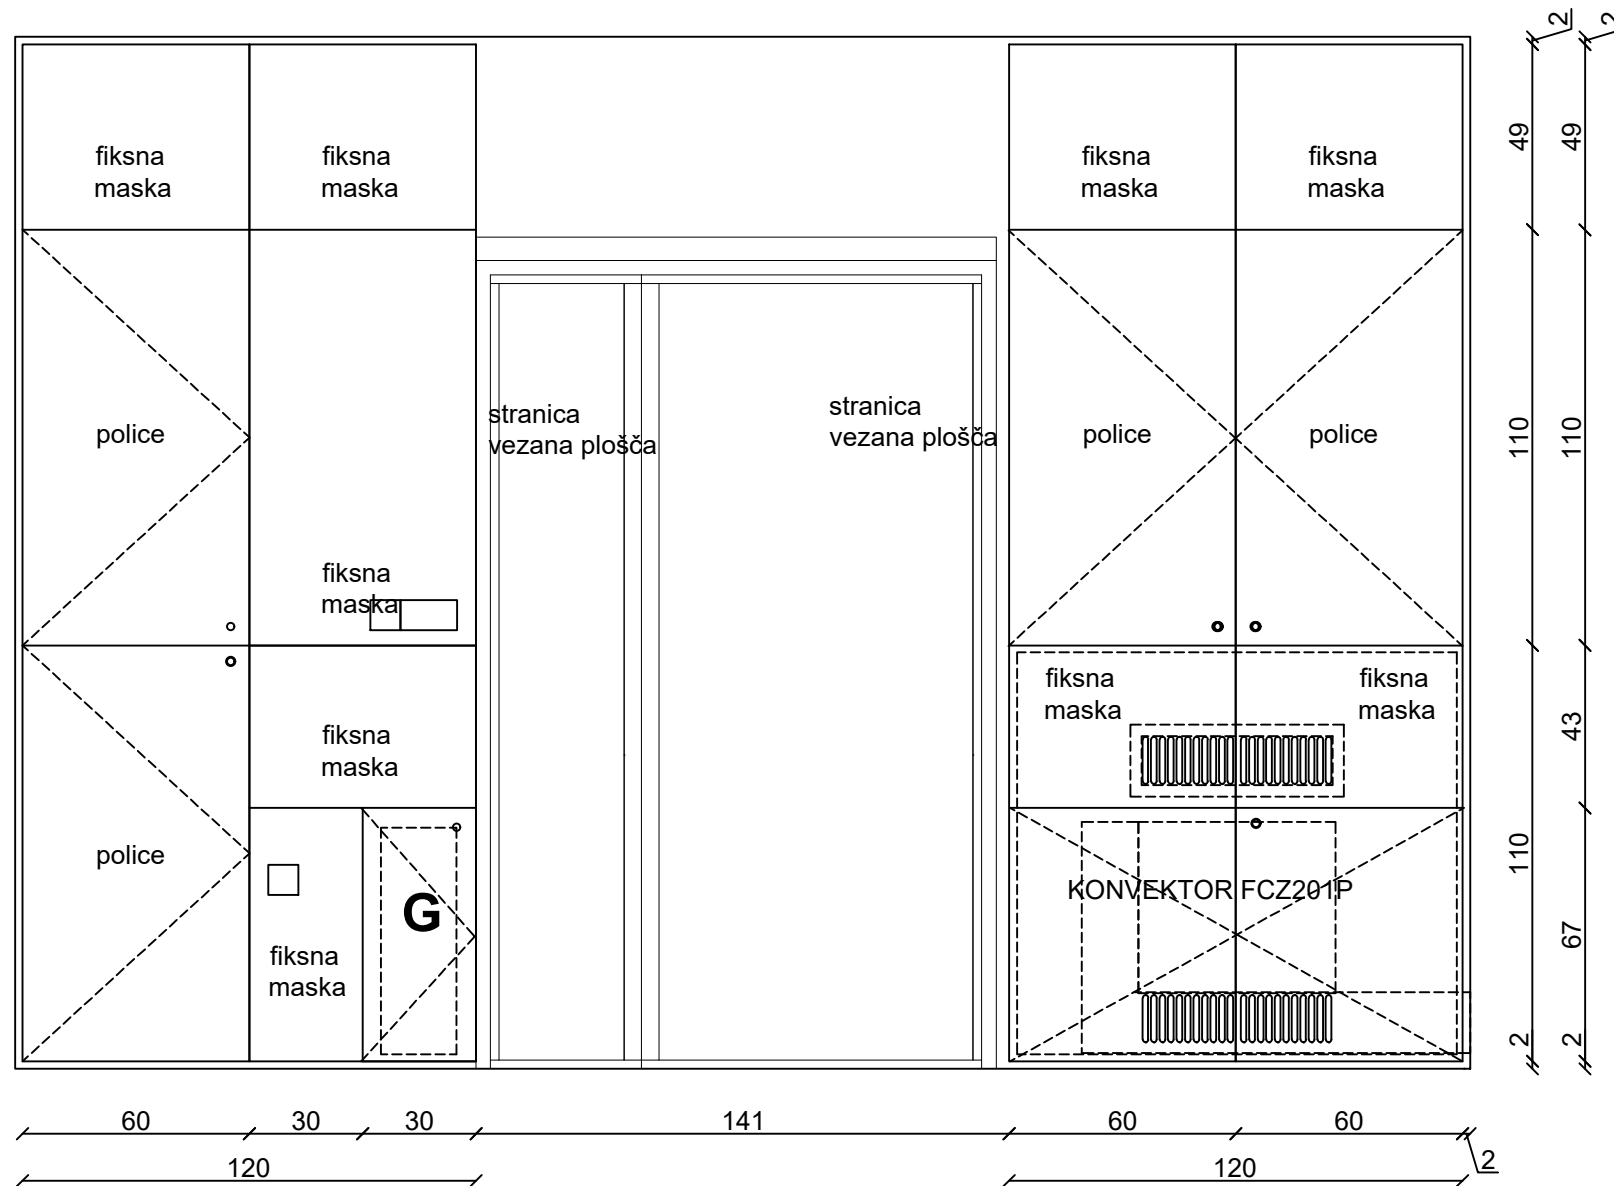 2
2
49
49
fiksna
maska
fiksna
maska
fiksna
maska
fiksna
maska
stranica
vezana plošča
stranica
vezana plošča
police
police
police
110
110
fiksna
maska
fiksna
maska
fiksna
maska
fiksna
maska
43
police
110
G
KONVEKTOR FCZ201P
67
fiksna
maska
2
2
60
30
30
141
60
60
2
120
120